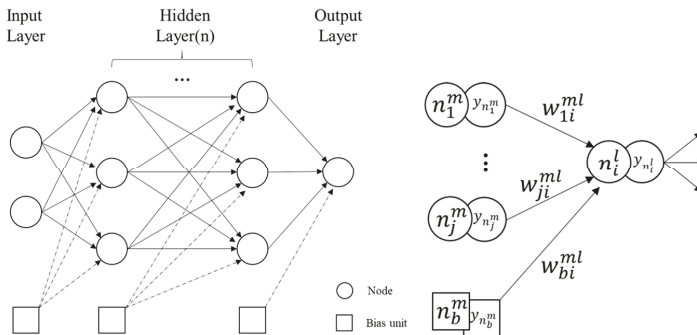 Input
Layer
Hidden
Layer(n)
Output
Layer
...
Node
Bias unit
n_1^m y_{n_1^m}
w_{1i}^{ml}
n_i^l y_{n_i^l}
w_{ji}^{ml}
n_j^m y_{n_j^m}
w_{bi}^{ml}
n_b^m y_{n_b^m}